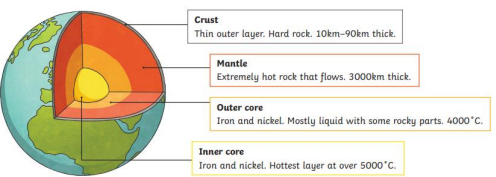 Crust
Thin outer layer. Hard rock. 10km–90km thick.
Mantle
Extremely hot rock that flows. 3000km thick.
Outer core
Iron and nickel. Mostly liquid with some rocky parts. 4000˚C.
Inner core
Iron and nickel. Hottest layer at over 5000˚C.